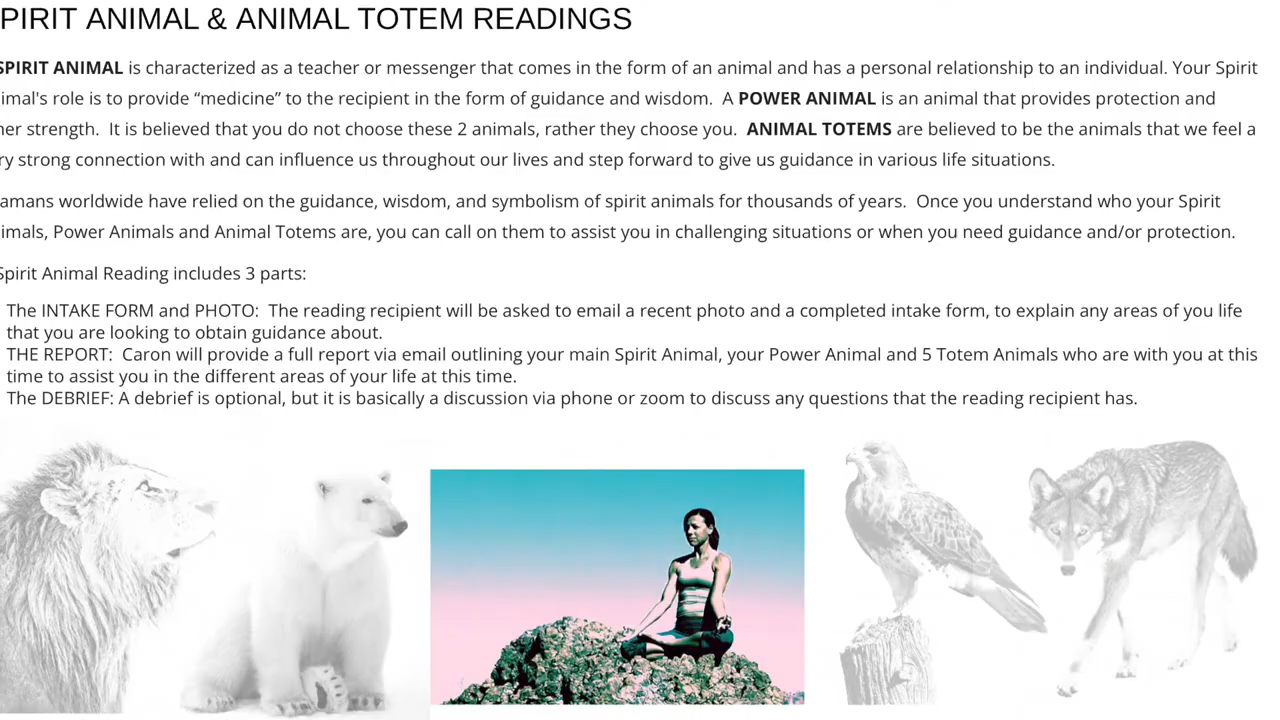 PIRIT ANIMAL & ANIMAL TOTEM READINGS
SPIRIT ANIMAL is characterized as a teacher or messenger that comes in the form of an animal and has a personal relationship to an individual. Your Spirit
imal's role is to provide “medicine” to the recipient in the form of guidance and wisdom. A POWER ANIMAL is an animal that provides protection and
ner strength. It is believed that you do not choose these 2 animals, rather they choose you. ANIMAL TOTEMS are believed to be the animals that we feel a
ry strong connection with and can influence us throughout our lives and step forward to give us guidance in various life situations.
amans worldwide have relied on the guidance, wisdom, and symbolism of spirit animals for thousands of years. Once you understand who your Spirit
imals, Power Animals and Animal Totems are, you can call on them to assist you in challenging situations or when you need guidance and/or protection.
Spirit Animal Reading includes 3 parts:
The INTAKE FORM and PHOTO: The reading recipient will be asked to email a recent photo and a completed intake form, to explain any areas of you life
that you are looking to obtain guidance about.
THE REPORT: Caron will provide a full report via email outlining your main Spirit Animal, your Power Animal and 5 Totem Animals who are with you at this
time to assist you in the different areas of your life at this time.
The DEBRIEF: A debrief is optional, but it is basically a discussion via phone or zoom to discuss any questions that the reading recipient has.